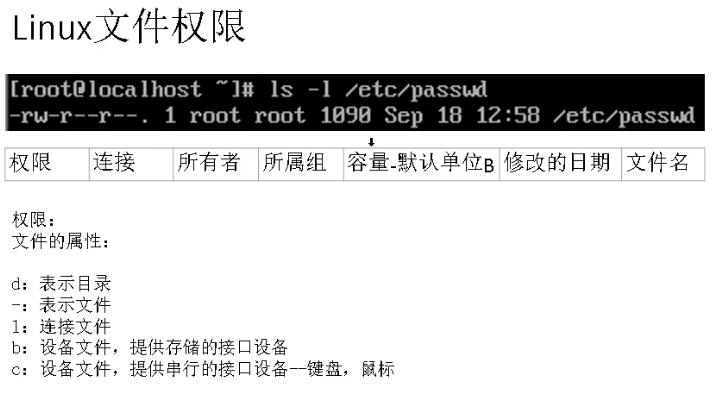 Linux文件权限
[root@localhost ~]# ls -l /etc/passwd
-rw-r--r--. 1 root root 1090 Sep 18 12:58 /etc/passwd
权限 连接 所有者 所属组 容量-默认单位B 修改的日期 文件名
权限：
文件的属性：
d：表示目录
-：表示文件
l：连接文件
b：设备文件，提供存储的接口设备
c：设备文件，提供串行的接口设备--键盘，鼠标